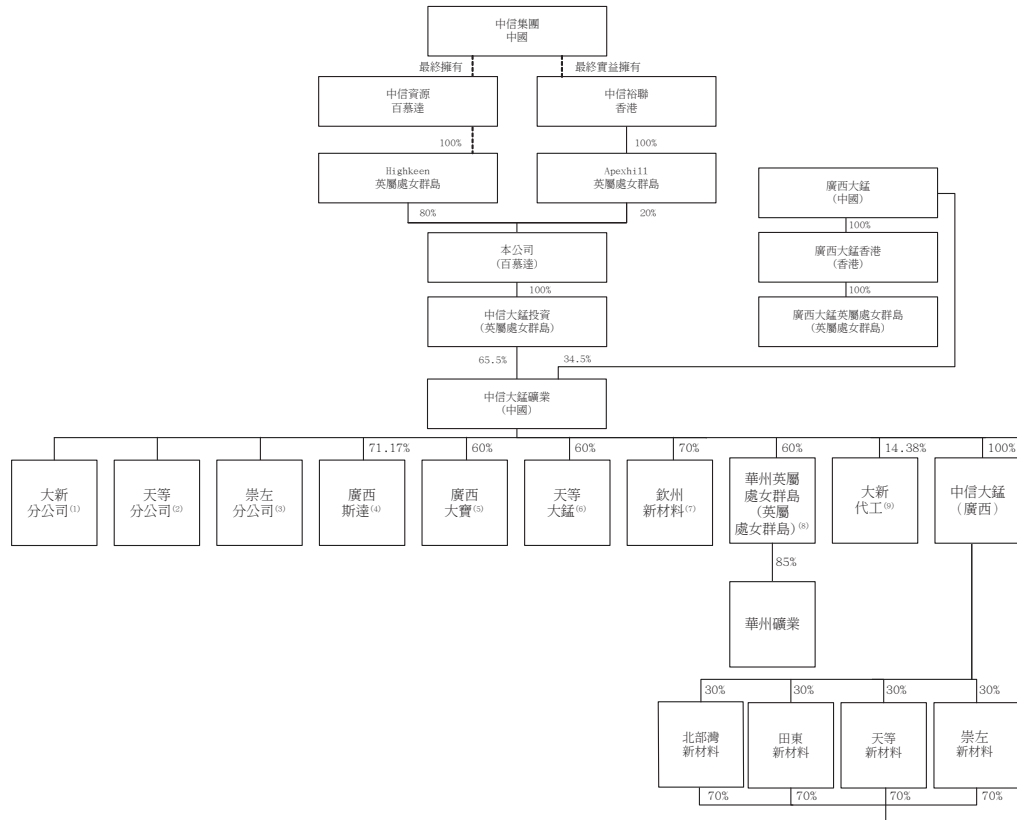 中信集團
中國
最終擁有
最終實益擁有
中信資源
百慕達
中信裕聯
香港
100%
100%
Highkeen
英屬處女群島
Apexhill
英屬處女群島
廣西大錳
(中國)
80%
20%
100%
本公司
(百慕達)
廣西大錳香港
(香港)
100%
100%
中信大錳投資
(英屬處女群島)
廣西大錳英屬處女群島
(英屬處女群島)
65.5%
34.5%
中信大錳礦業
(中國)
71.17%
60%
60%
70%
60%
14.38%
100%
大新
分公司(1)
天等
分公司(2)
崇左
分公司(3)
廣西
斯達(4)
廣西
大寶(5)
天等
大錳(6)
欽州
新材料(7)
華州英屬
處女群島
(英屬
處女群島)(8)
大新
代工(9)
中信大錳
(廣西)
85%
華州礦業
30%
30%
30%
30%
北部灣
新材料
田東
新材料
天等
新材料
崇左
新材料
70%
70%
70%
70%